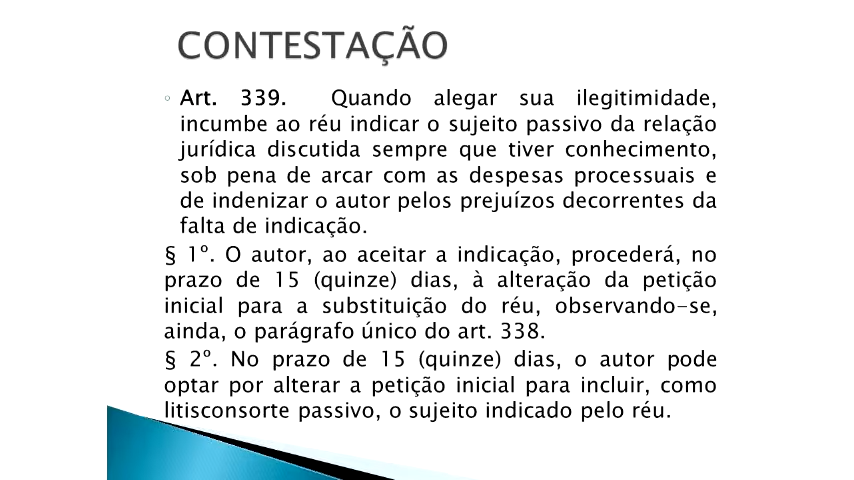 CONTESTAÇÃO
◦ Art. 339. Quando alegar sua ilegitimidade,
incumbe ao réu indicar o sujeito passivo da relação
jurídica discutida sempre que tiver conhecimento,
sob pena de arcar com as despesas processuais e
de indenizar o autor pelos prejuízos decorrentes da
falta de indicação.
§ 1º. O autor, ao aceitar a indicação, procederá, no
prazo de 15 (quinze) dias, à alteração da petição
inicial para a substituição do réu, observando-se,
ainda, o parágrafo único do art. 338.
§ 2º. No prazo de 15 (quinze) dias, o autor pode
optar por alterar a petição inicial para incluir, como
litisconsorte passivo, o sujeito indicado pelo réu.